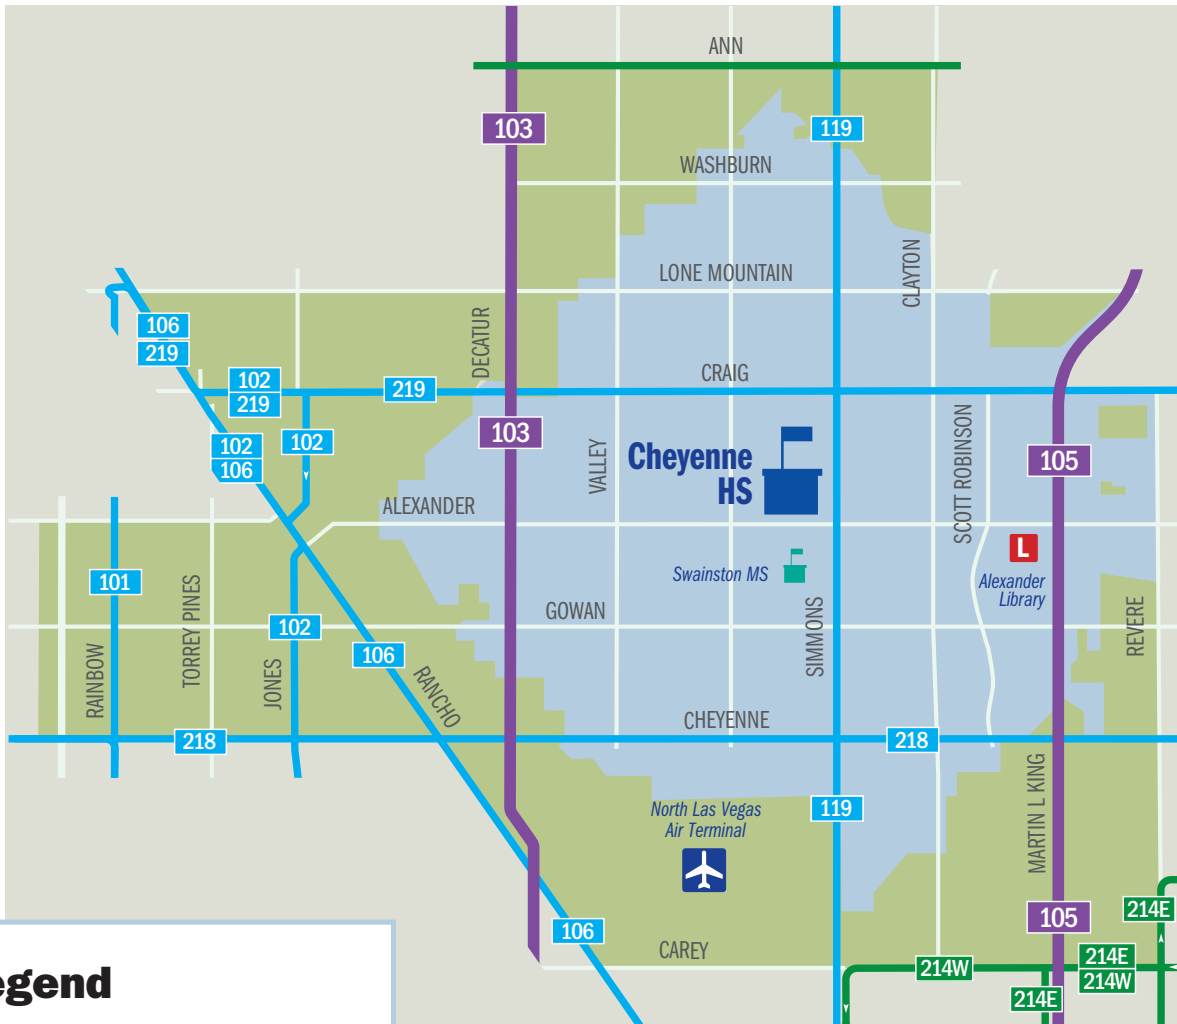 ANN
103
119
WASHBURN
LONE MOUNTAIN
CLAYTON
106
219
DECATUR
102
219
219
CRAIG
102
106
102
103
VALLEY
Cheyenne
HS
SCOTT ROBINSON
105
ALEXANDER
L
Swainston MS
Alexander
Library
101
TORREY PINES
GOWAN
SIMMONS
REVERE
102
RAINBOW
JONES
106
RANCHO
CHEYENNE
218
218
MARTIN L KING
North Las Vegas
Air Terminal
119
105
214E
106
CAREY
214W
214E
214W
214E
egend